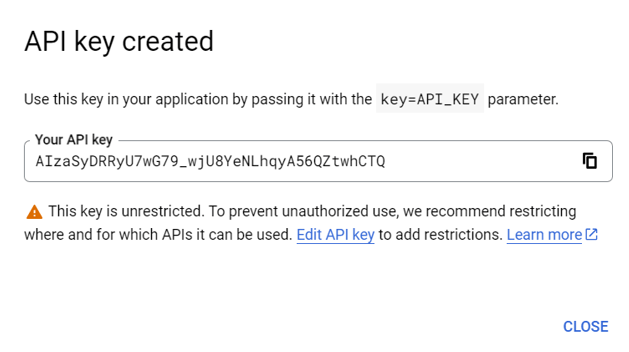 API key created
Use this key in your application by passing it with the key=API_KEY parameter.
Your API key
AIzaSyDRRyU7wG79_wjU8YeNLhqyA56QZtwhCTQ
This key is unrestricted. To prevent unauthorized use, we recommend restricting
where and for which APIs it can be used. Edit API key to add restrictions. Learn more
CLOSE